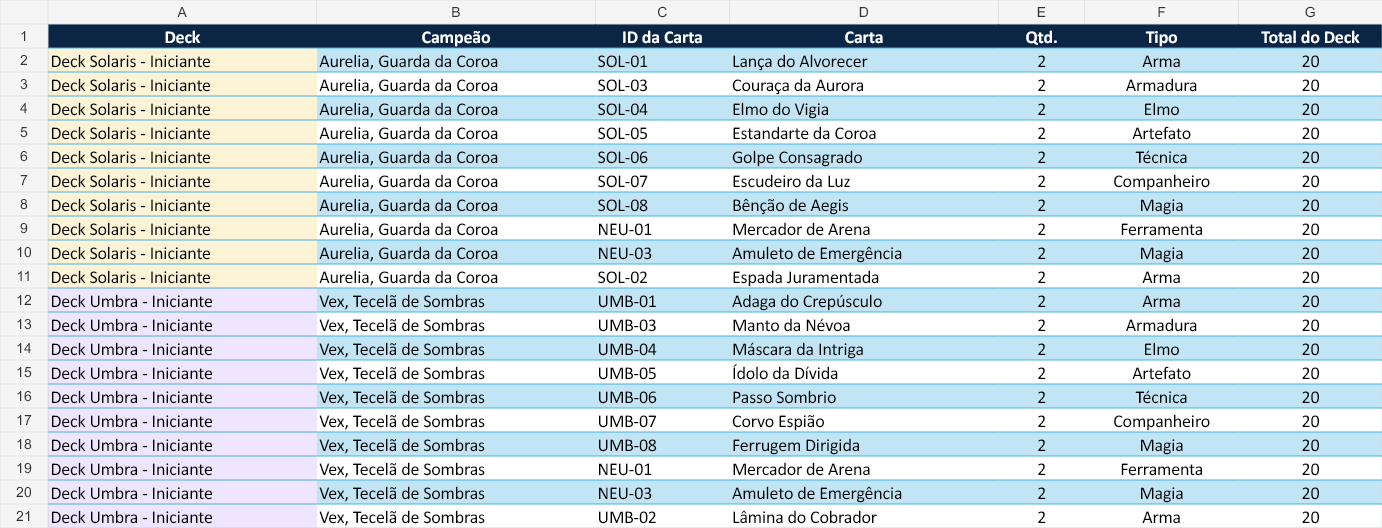 A B C D E F G
1 Deck Campeão ID da Carta Carta Qtd. Tipo Total do Deck
2 Deck Solaris - Iniciante Aurelia, Guarda da Coroa SOL-01 Lança do Alvorecer 2 Arma 20
3 Deck Solaris - Iniciante Aurelia, Guarda da Coroa SOL-03 Couraça da Aurora 2 Armadura 20
4 Deck Solaris - Iniciante Aurelia, Guarda da Coroa SOL-04 Elmo do Vigia 2 Elmo 20
5 Deck Solaris - Iniciante Aurelia, Guarda da Coroa SOL-05 Estandarte da Coroa 2 Artefato 20
6 Deck Solaris - Iniciante Aurelia, Guarda da Coroa SOL-06 Golpe Consagrado 2 Técnica 20
7 Deck Solaris - Iniciante Aurelia, Guarda da Coroa SOL-07 Escudeiro da Luz 2 Companheiro 20
8 Deck Solaris - Iniciante Aurelia, Guarda da Coroa SOL-08 Bênção de Aegis 2 Magia 20
9 Deck Solaris - Iniciante Aurelia, Guarda da Coroa NEU-01 Mercador de Arena 2 Ferramenta 20
10 Deck Solaris - Iniciante Aurelia, Guarda da Coroa NEU-03 Amuleto de Emergência 2 Magia 20
11 Deck Solaris - Iniciante Aurelia, Guarda da Coroa SOL-02 Espada Juramentada 2 Arma 20
12 Deck Umbra - Iniciante Vex, Tecelã de Sombras UMB-01 Adaga do Crepúsculo 2 Arma 20
13 Deck Umbra - Iniciante Vex, Tecelã de Sombras UMB-03 Manto da Névoa 2 Armadura 20
14 Deck Umbra - Iniciante Vex, Tecelã de Sombras UMB-04 Máscara da Intriga 2 Elmo 20
15 Deck Umbra - Iniciante Vex, Tecelã de Sombras UMB-05 Ídolo da Dívida 2 Artefato 20
16 Deck Umbra - Iniciante Vex, Tecelã de Sombras UMB-06 Passo Sombrio 2 Técnica 20
17 Deck Umbra - Iniciante Vex, Tecelã de Sombras UMB-07 Corvo Espião 2 Companheiro 20
18 Deck Umbra - Iniciante Vex, Tecelã de Sombras UMB-08 Ferrugem Dirigida 2 Magia 20
19 Deck Umbra - Iniciante Vex, Tecelã de Sombras NEU-01 Mercador de Arena 2 Ferramenta 20
20 Deck Umbra - Iniciante Vex, Tecelã de Sombras NEU-03 Amuleto de Emergência 2 Magia 20
21 Deck Umbra - Iniciante Vex, Tecelã de Sombras UMB-02 Lâmina do Cobrador 2 Arma 20